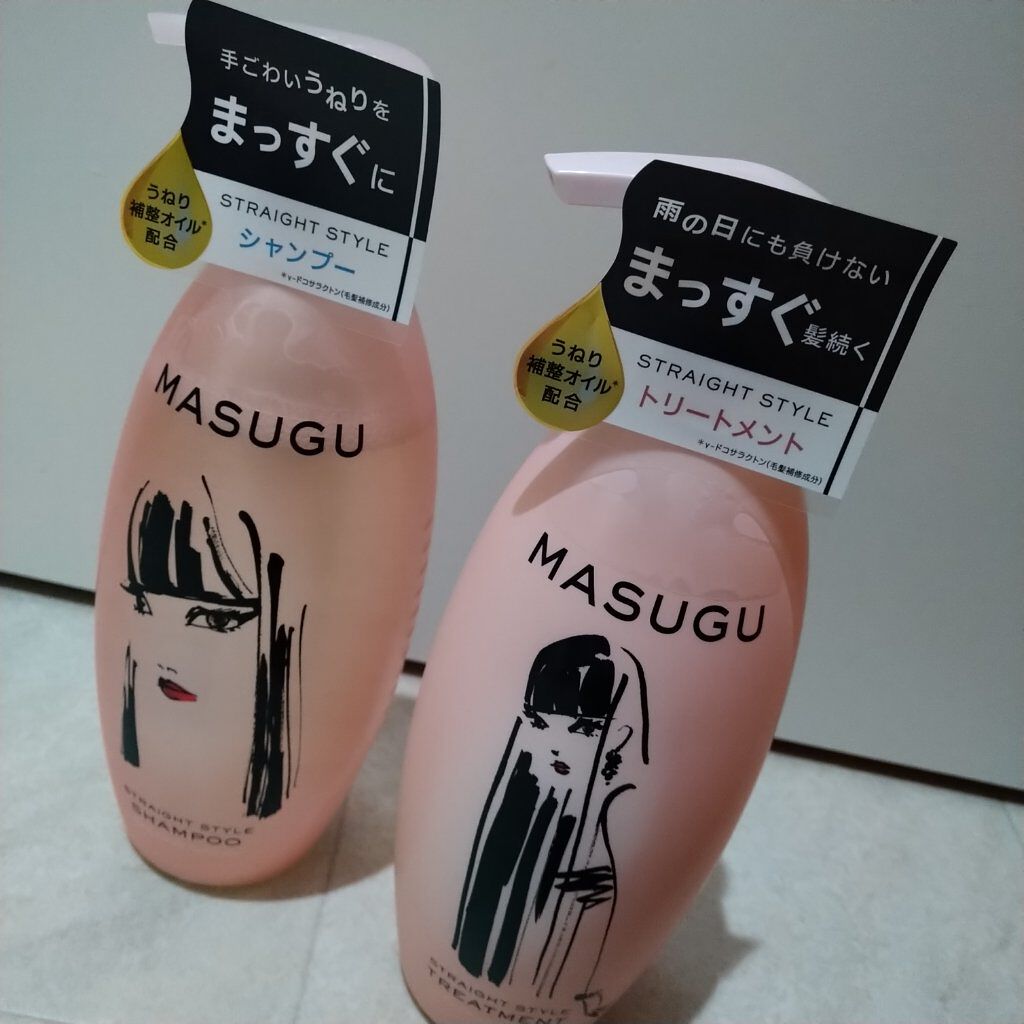 手ごわいうねりを
まっすぐに
うねり
補整オイル*
配合
STRAIGHT STYLE
シャンプー
*γ-ドコサラクトン(毛髪補修成分)
MASUGU
STRAIGHT STYLE
SHAMPOO
雨の日にも負けない
まっすぐ髪続く
うねり
補整オイル*
配合
STRAIGHT STYLE
トリートメント
*γ-ドコサラクトン(毛髪補修成分)
MASUGU
STRAIGHT STYLE
TREATMENT